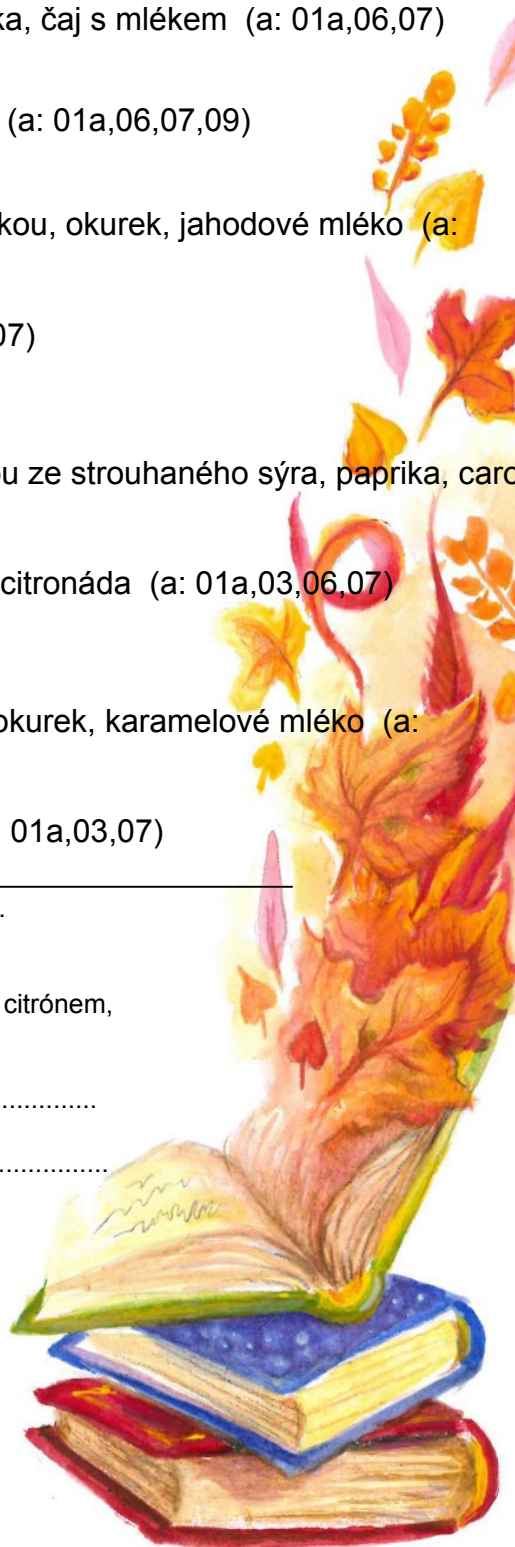 ka, čaj s mlékem (a: 01a,06,07)
(a: 01a,06,07,09)
kou, okurek, jahodové mléko (a:
07)
u ze strouhaného sýra, paprika, caro
citronáda (a: 01a,03,06,07)
okurek, karamelové mléko (a:
01a,03,07)
.
citrónem,
.............
................